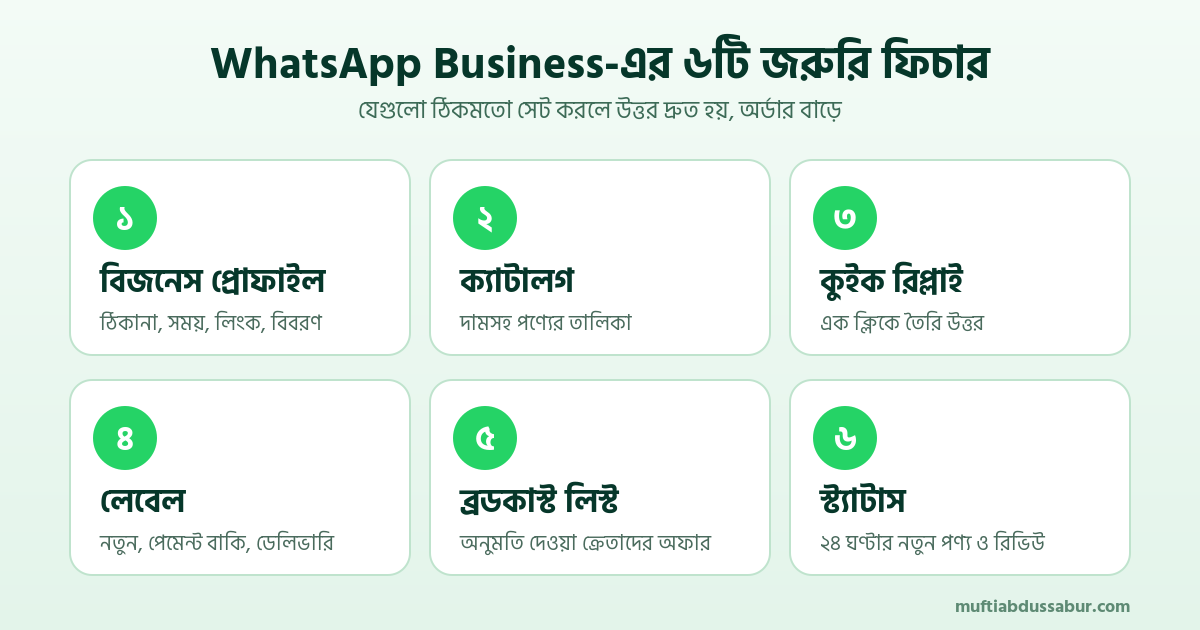 WhatsApp Business-এর ৬টি জরুরি ফিচার
যেগুলো ঠিকমতো সেট করলে উত্তর দ্রুত হয়, অর্ডার বাড়ে
১
বিজনেস প্রোফাইল
ঠিকানা, সময়, লিংক, বিবরণ
২
ক্যাটালগ
দামসহ পণ্যের তালিকা
৩
কুইক রিপ্লাই
এক ক্লিকে তৈরি উত্তর
৪
লেবেল
নতুন, পেমেন্ট বাকি, ডেলিভারি
৫
ব্রডকাস্ট লিস্ট
অনুমতি দেওয়া ক্রেতাদের অফার
৬
স্ট্যাটাস
২৪ ঘণ্টার নতুন পণ্য ও রিভিউ
muftiabdussabur.com